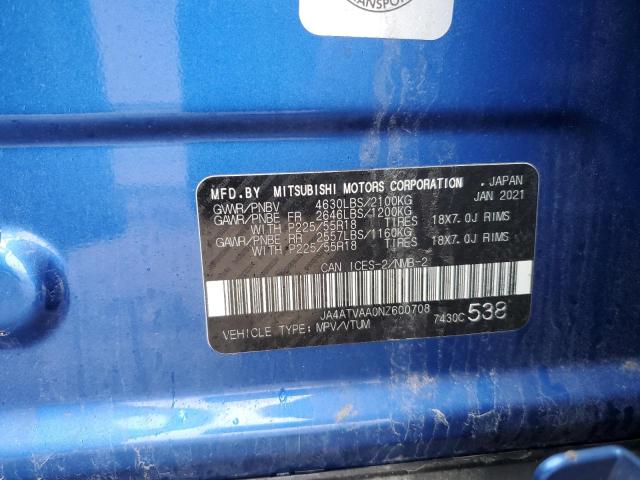 TRANSPORT
MFD.BY MITSUBISHI MOTORS CORPORATION , JAPAN
GVWR/PNBV 4630LBS/2100KG JAN 2021
GAWR/PNBE FR 2646LBS/1200KG
WITH P225/55R18 TIRES 18X7.0J RIMS
GAWR/PNBE RR 2557LBS/1160KG
WITH P225/55R18 TIRES 18X7.0J RIMS
CAN ICES-2/NMB-2
JA4ATVAA0NZ600708 7430C 538
VEHICLE TYPE: MPV/VTUM